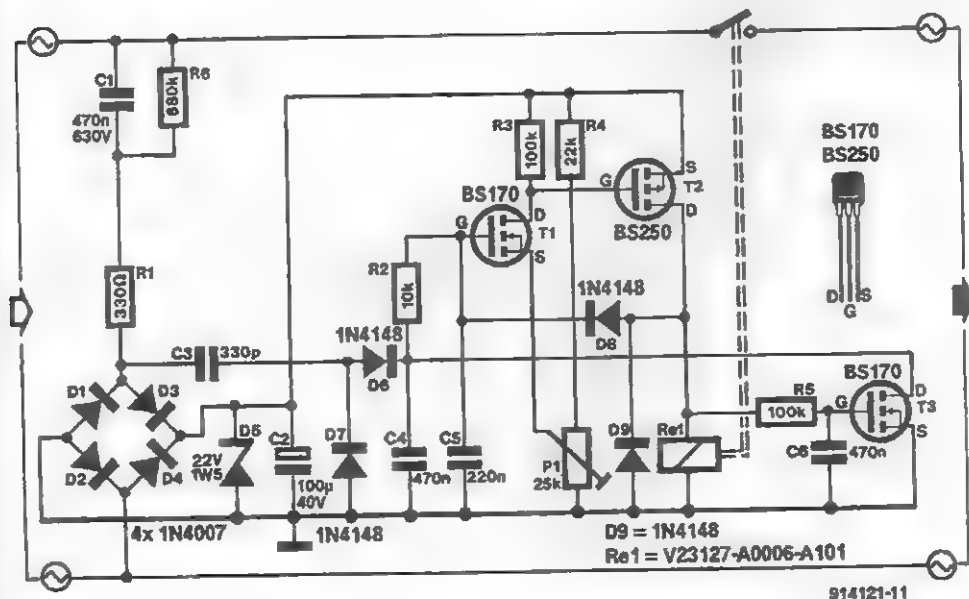 C1
470n
630V
R6
680k
R1
330Ω
C3
330p
D1
D3
D2
D4
4x 1N4007
D5
22V
1W5
C2
100µ
40V
1N4148
D6
D7
1N4148
R2
10k
C4
470n
C5
220n
R3
100k
R4
22k
BS170
G
D
T1
S
G
S
T2
D
BS250
1N4148
D8
D9
P1
25k
Re1
R5
100k
C6
470n
BS170
G
D
T3
S
BS170
BS250
D
G
S
D9 = 1N4148
Re1 = V23127-A0006-A101
914121-11